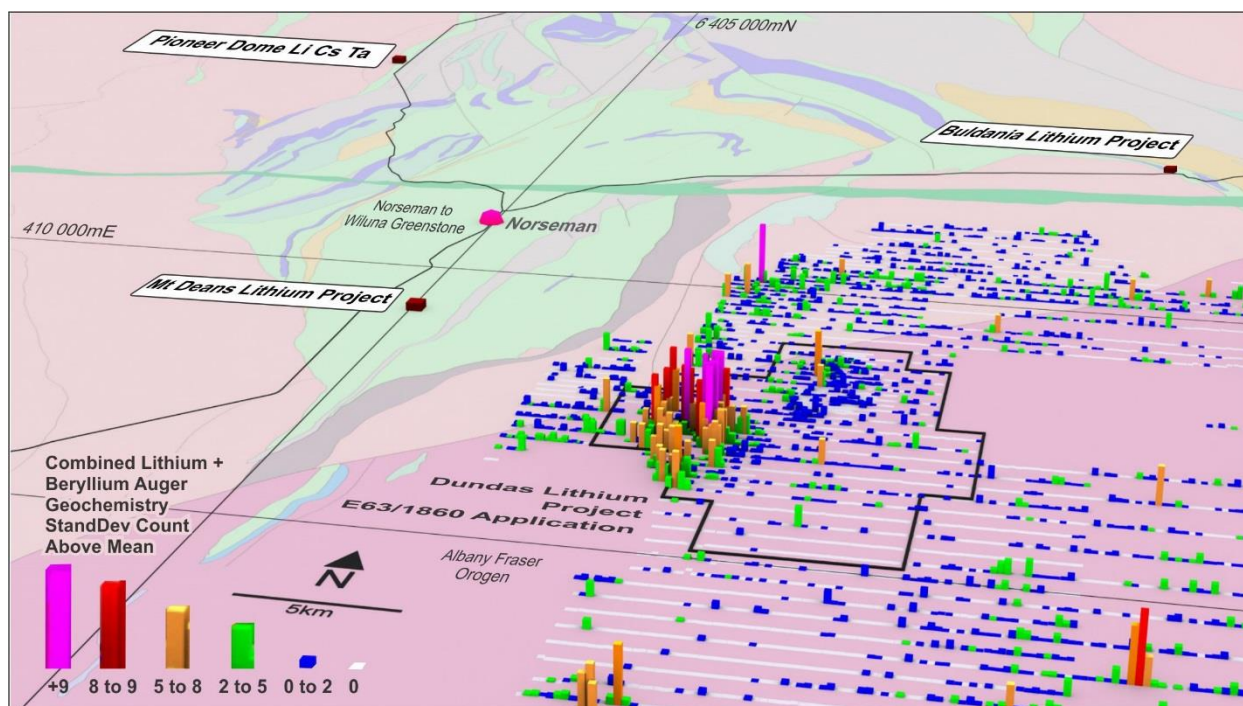 6 405 000mN
Pioneer Dome Li Cs Ta
Buldania Lithium Project
Norseman to
Wiluna Greenstone
Norseman
410 000mE
Mt Deans Lithium Project
Combined Lithium +
Beryllium Auger
Geochemistry
StandDev Count
Above Mean
Dundas Lithium
Project
E63/1860 Application
Albany Fraser
Orogen
N
5km
+9
8 to 9
5 to 8
2 to 5
0 to 2
0